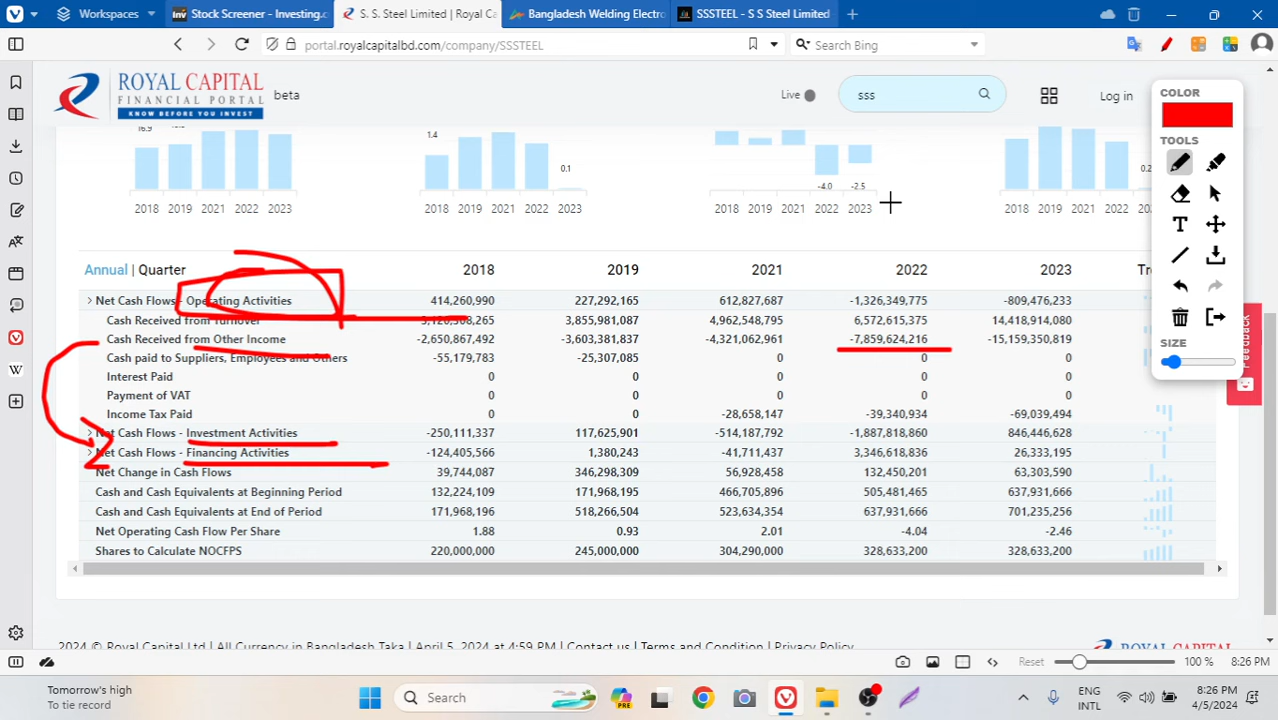 Workspaces Stock Screener - Investing.c S. S. Steel Limited | Royal Ca Bangladesh Welding Electro SSSTEEL - S S Steel Limited
portal.royalcapitalbd.com/company/SSSTEEL Search Bing
ROYAL CAPITAL
FINANCIAL PORTAL beta
KNOW BEFORE YOU INVEST
Live sss Log in
COLOR
TOOLS
T
SIZE
Feedback
16.9 1.4 0.1 -4.0 -2.5 0.2
2018 2019 2021 2022 2023 2018 2019 2021 2022 2023 2018 2019 2021 2022 2023 2018 2019 2021 2022 2023
Annual | Quarter 2018 2019 2021 2022 2023
Net Cash Flows - Operating Activities 414,260,990 227,292,165 612,827,687 -1,326,349,775 -809,476,233
Cash Received from Turnover 3,855,981,087 4,962,548,795 6,572,615,375 14,418,914,080
Cash Received from Other Income -2,650,867,492 -3,603,381,837 -4,321,062,961 -7,859,624,216 -15,159,350,819
Cash paid to Suppliers, Employees and Others -55,179,783 -25,307,085 0 0 0
Interest Paid 0 0 0 0 0
Payment of VAT 0 0 0 0 0
Income Tax Paid 0 0 -28,658,147 -39,340,934 -69,039,494
Net Cash Flows - Investment Activities -250,111,337 117,625,901 -514,187,792 -1,887,818,860 846,446,628
Net Cash Flows - Financing Activities -124,405,566 1,380,243 -41,711,437 3,346,618,836 26,333,195
Net Change in Cash Flows 39,744,087 346,298,309 56,928,458 132,450,201 63,303,590
Cash and Cash Equivalents at Beginning Period 132,224,109 171,968,195 466,705,896 505,481,465 637,931,666
Cash and Cash Equivalents at End of Period 171,968,196 518,266,504 523,634,354 637,931,666 701,235,256
Net Operating Cash Flow Per Share 1.88 0.93 2.01 -4.04 -2.46
Shares to Calculate NOCFPS 220,000,000 245,000,000 304,290,000 328,633,200 328,633,200
2024 © Royal Capital Ltd | All Currency in Bangladesh Taka | April 5, 2024 at 4:59 PM | Contact us | Terms and Condition | Privacy Policy
Reset 100 % 8:26 PM
Tomorrow's high
To tie record
Search
PRE
ENG
INTL
8:26 PM
4/5/2024